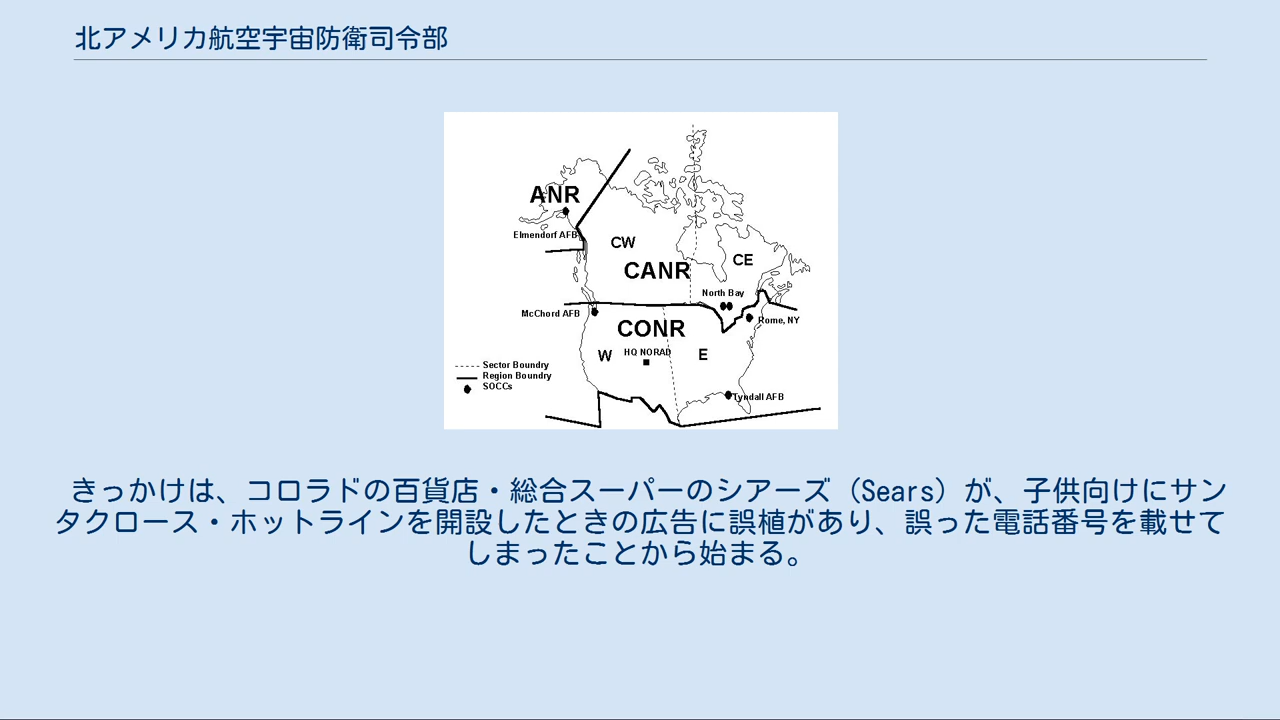 北アメリカ航空宇宙防衛司令部
ANR
Elmendorf AFB
CW
CANR
CE
North Bay
McChord AFB
Rome, NY
CONR
W
HQ NORAD
E
Sector Boundry
Region Boundry
SOCCs
Tyndall AFB
きっかけは、コロラドの百貨店・総合スーパーのシアーズ（Sears）が、子供向けにサン
タクロース・ホットラインを開設したときの広告に誤植があり、誤った電話番号を載せて
しまったことから始まる。